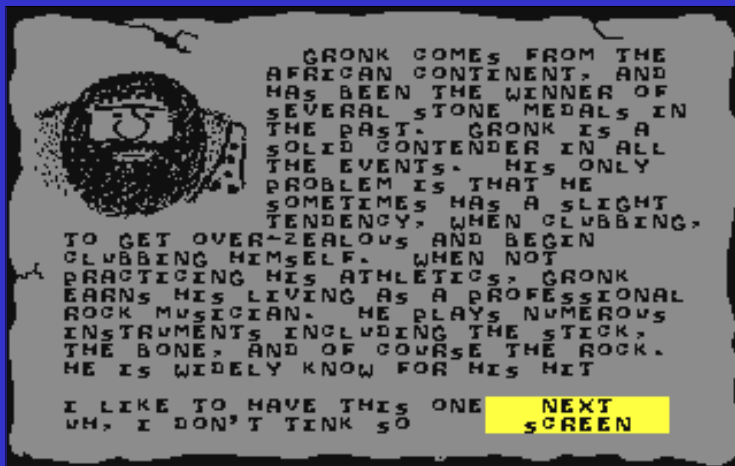 GRONK COMES FROM THE
AFRICAN CONTINENT, AND
HAS BEEN THE WINNER OF
SEVERAL STONE MEDALS IN
THE PAST. GRONK IS A
SOLID CONTENDER IN ALL
THE EVENTS. HIS ONLY
PROBLEM IS THAT HE
SOMETIMES HAS A SLIGHT
TENDENCY, WHEN CLUBBING,
TO GET OVER-ZEALOUS AND BEGIN
CLUBBING HIMSELF. WHEN NOT
PRACTICING HIS ATHLETICS, GRONK
EARNS HIS LIVING AS A PROFESSIONAL
ROCK MUSICIAN. HE PLAYS NUMEROUS
INSTRUMENTS INCLUDING THE STICK,
THE BONE, AND OF COURSE THE ROCK.
HE IS WIDELY KNOW FOR HIS HIT
I LIKE TO HAVE THIS ONE
UH, I DON'T TINK SO
NEXT
SCREEN